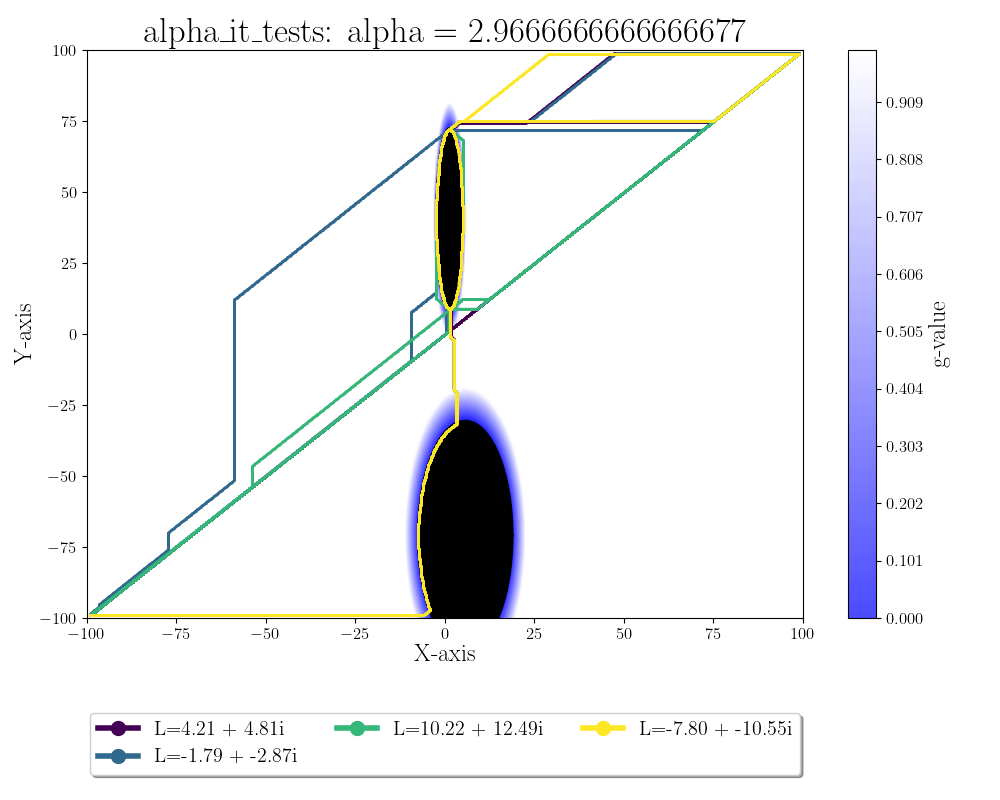 alpha_it_tests: alpha = 2.9666666666666677
100
75
50
25
0
−25
−50
−75
−100
Y-axis
−100 −75 −50 −25 0 25 50 75 100
X-axis
0.909
0.808
0.707
0.606
0.505
0.404
0.303
0.202
0.101
0.000
g-value
L=4.21 + 4.81i L=10.22 + 12.49i L=-7.80 + -10.55i
L=-1.79 + -2.87i